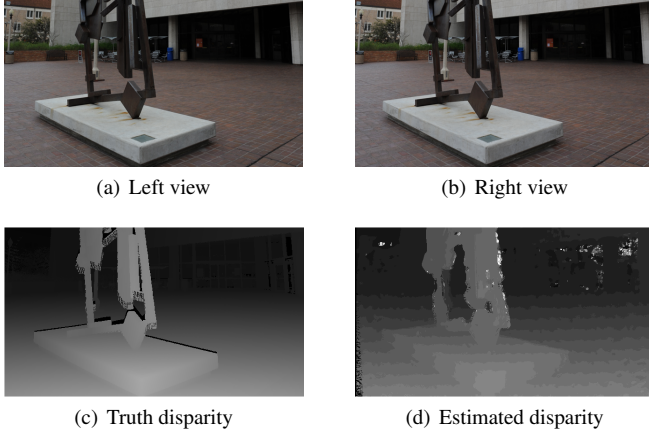 (a) Left view
(b) Right view
(c) Truth disparity
(d) Estimated disparity